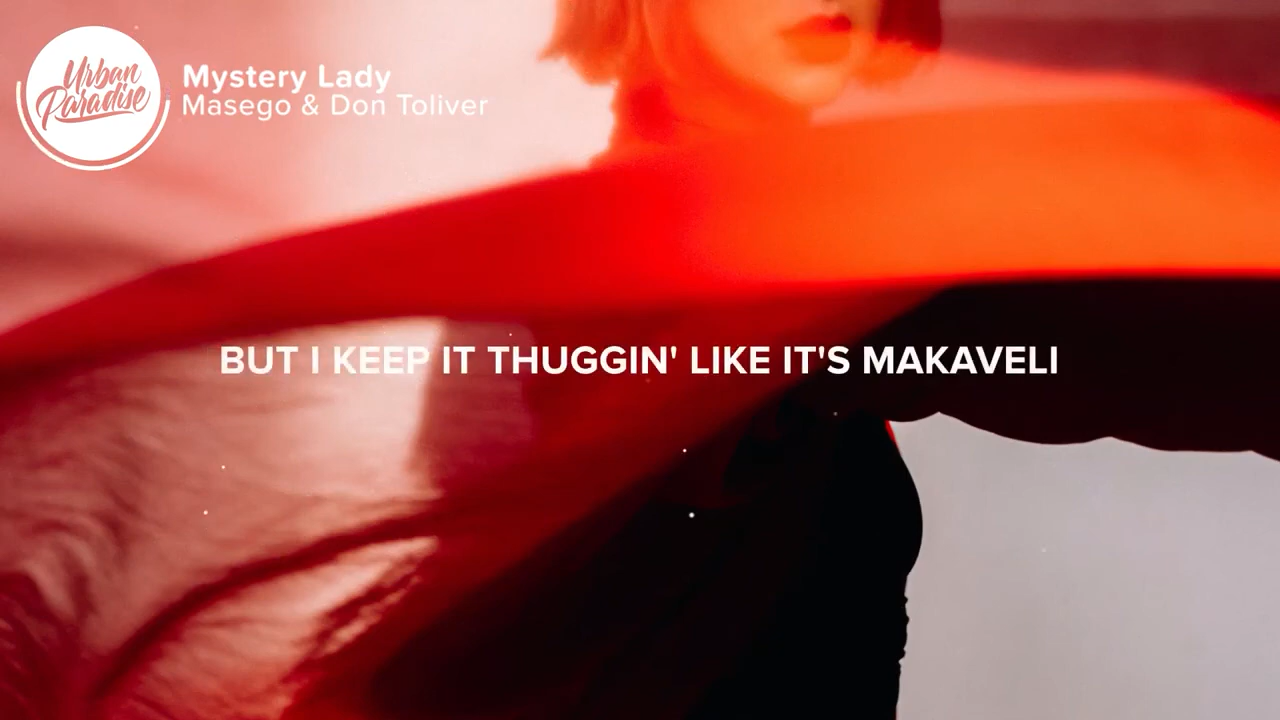 Urban
Paradise
Mystery Lady
Masego & Don Toliver
BUT I KEEP IT THUGGIN' LIKE IT'S MAKAVELI